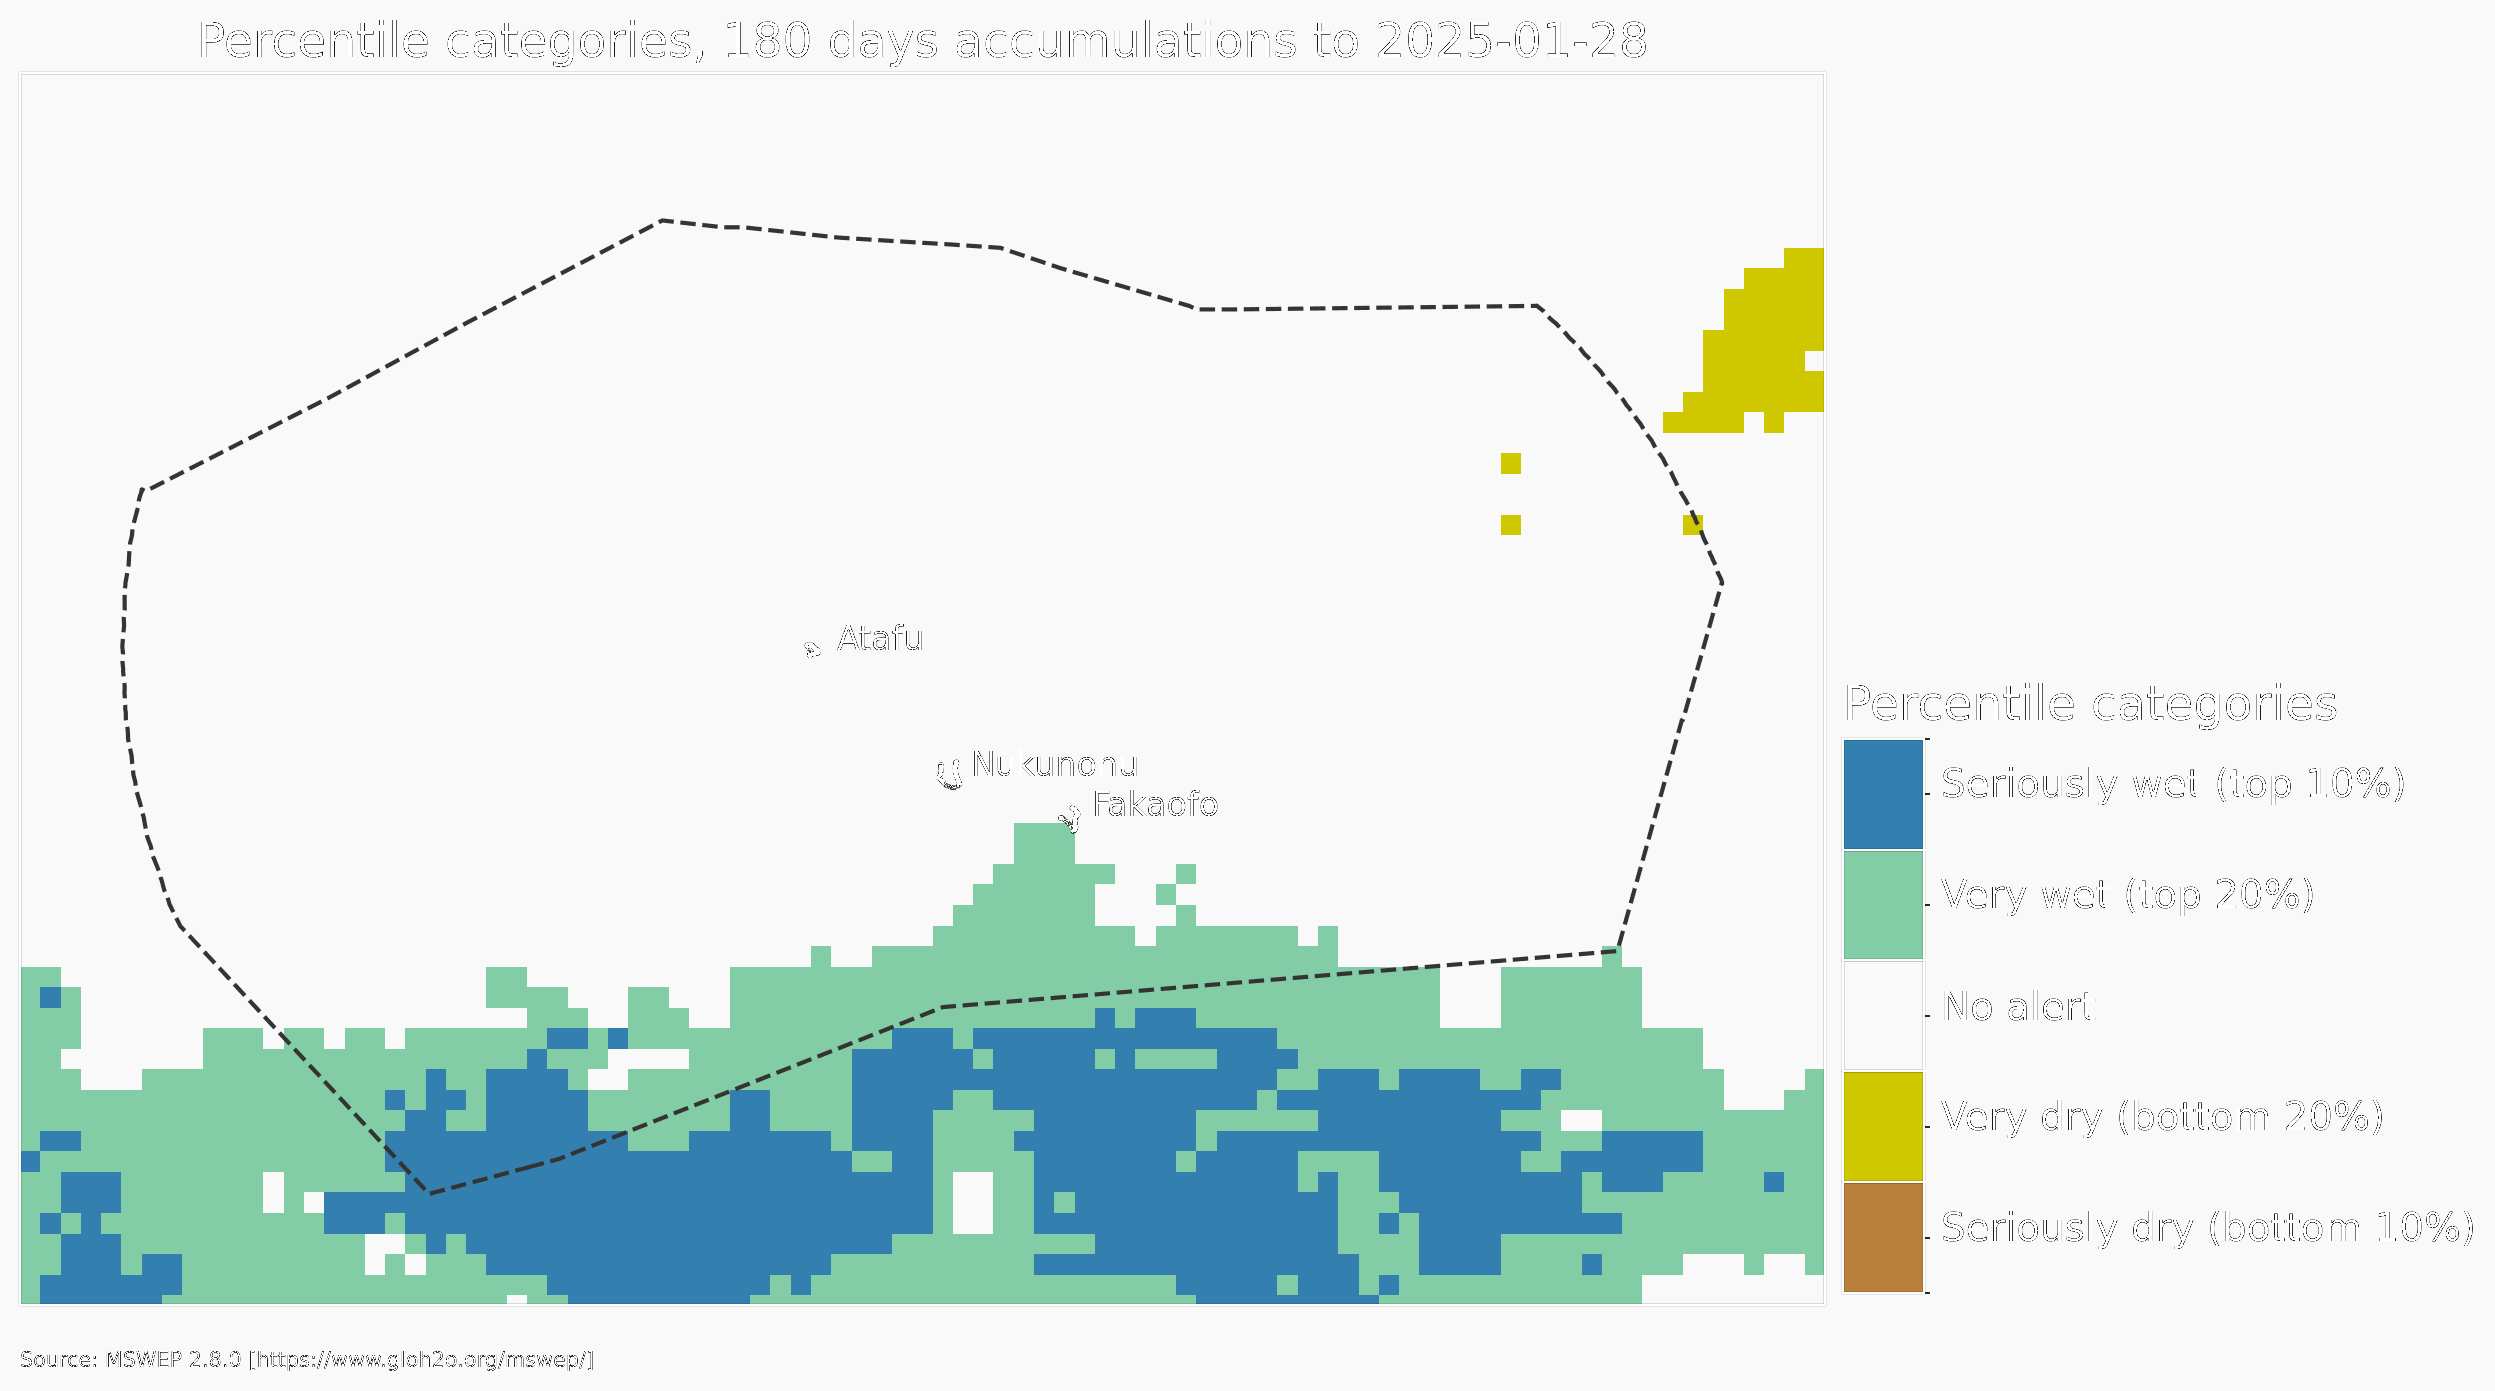 Percentile categories, 180 days accumulations to 2025-01-28
Atafu
Nukunonu
Fakaofo
Percentile categories
Seriously wet (top 10%)
Very wet (top 20%)
No alert
Very dry (bottom 20%)
Seriously dry (bottom 10%)
Source: MSWEP 2.8.0 [https://www.gloh2o.org/mswep/]